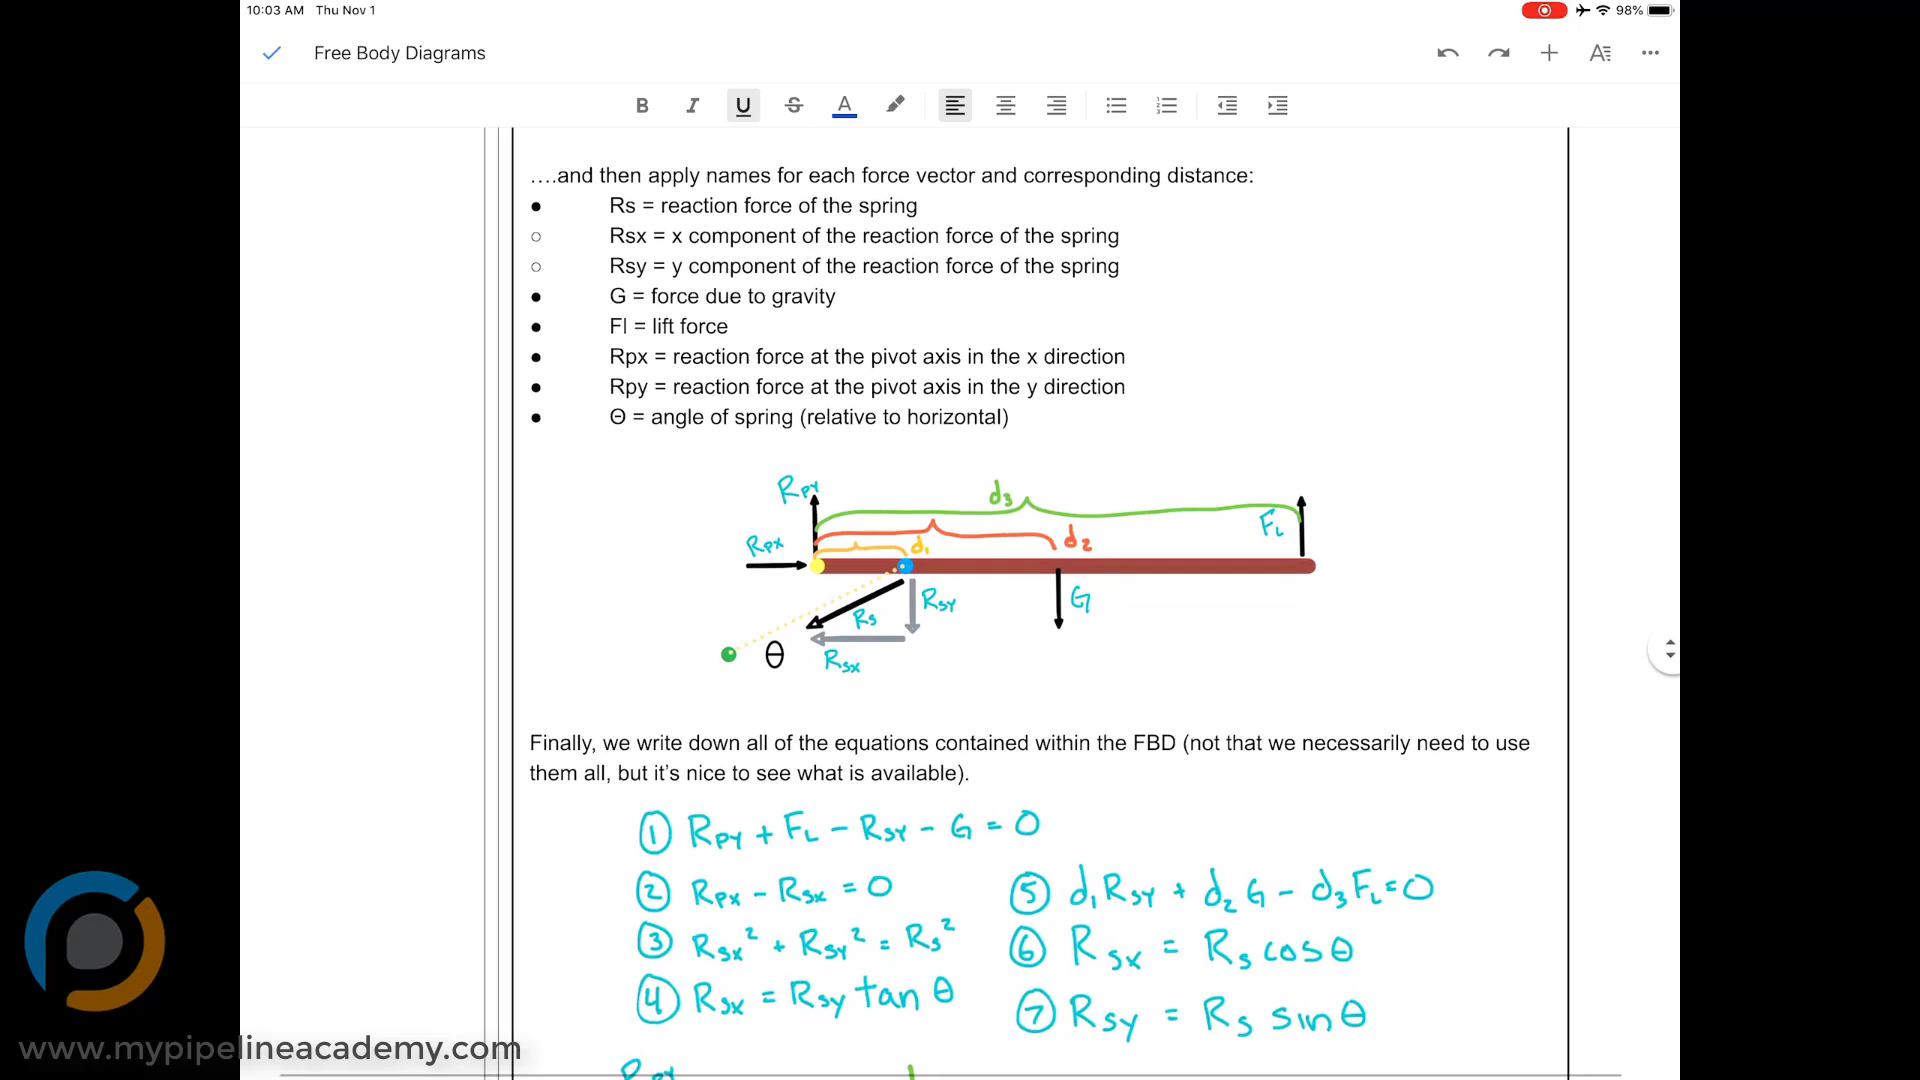 10:03 AM Thu Nov 1
98%
Free Body Diagrams
B I U S A
….and then apply names for each force vector and corresponding distance:
● Rs = reaction force of the spring
○ Rsx = x component of the reaction force of the spring
○ Rsy = y component of the reaction force of the spring
● G = force due to gravity
● Fl = lift force
● Rpx = reaction force at the pivot axis in the x direction
● Rpy = reaction force at the pivot axis in the y direction
● Θ = angle of spring (relative to horizontal)
RPY
d3
FL
RPX
d1
d2
RS
RSY
G
θ
RSX
Finally, we write down all of the equations contained within the FBD (not that we necessarily need to use
them all, but it’s nice to see what is available).
① RPY + FL - RSY - G = 0
② RPX - RSX = 0
③ RSX² + RSY² = RS²
④ RSX = RSY tan θ
⑤ d1RSY + d2 G - d3FL = 0
⑥ RSX = RS cos θ
⑦ RSY = RS sin θ
RPY
www.mypipelineacademy.com